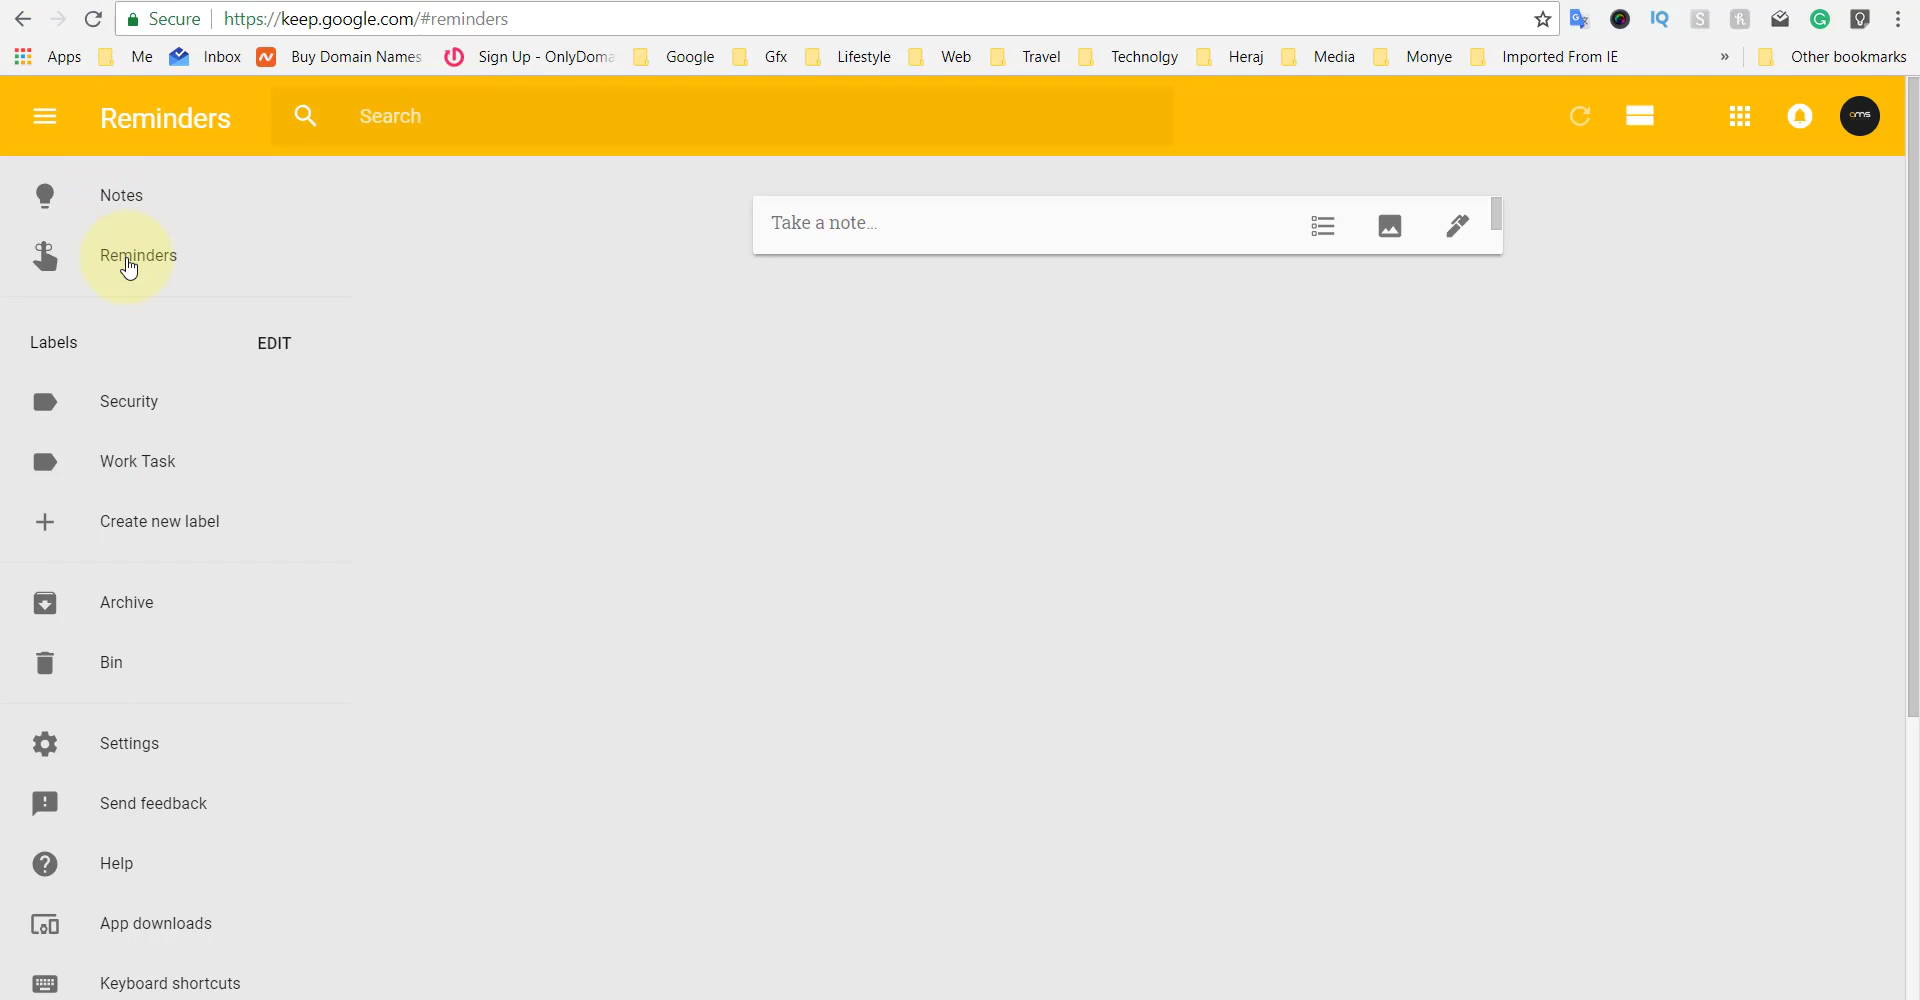 Secure https://keep.google.com/#reminders
IQ S G
Apps Me Inbox Buy Domain Names Sign Up - OnlyDoma Google Gfx Lifestyle Web Travel Technolgy Heraj Media Monye Imported From IE » Other bookmarks
Reminders Search
ams
Notes
Take a note...
Reminders
Labels EDIT
Security
Work Task
Create new label
Archive
Bin
Settings
Send feedback
Help
App downloads
Keyboard shortcuts